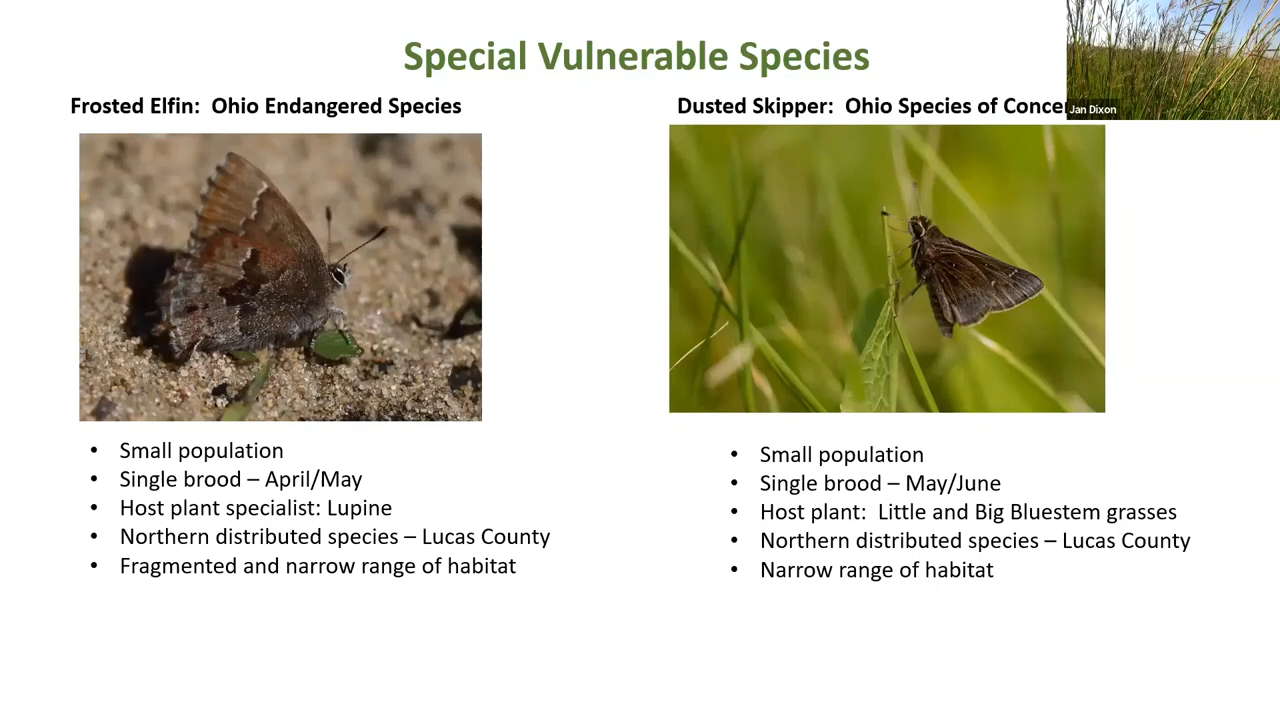 Special Vulnerable Species
Frosted Elfin: Ohio Endangered Species
Dusted Skipper: Ohio Species of
Jan Dixon
• Small population
• Single brood – April/May
• Host plant specialist: Lupine
• Northern distributed species – Lucas County
• Fragmented and narrow range of habitat
• Small population
• Single brood – May/June
• Host plant: Little and Big Bluestem grasses
• Northern distributed species – Lucas County
• Narrow range of habitat